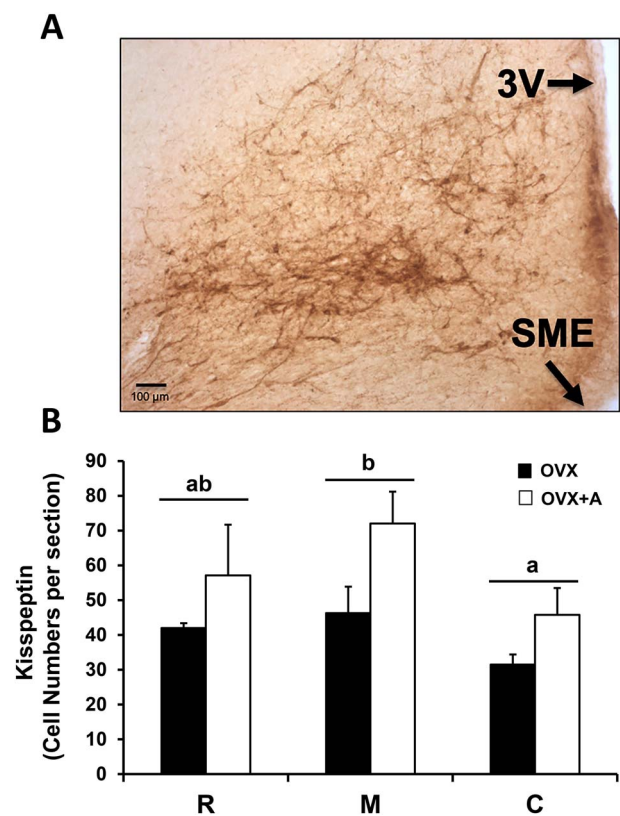 A
3V
SME
100 µm
B
90
80
70
60
50
40
30
20
10
0
Kisspeptin
(Cell Numbers per section)
ab
b
a
OVX
OVX+A
R
M
C